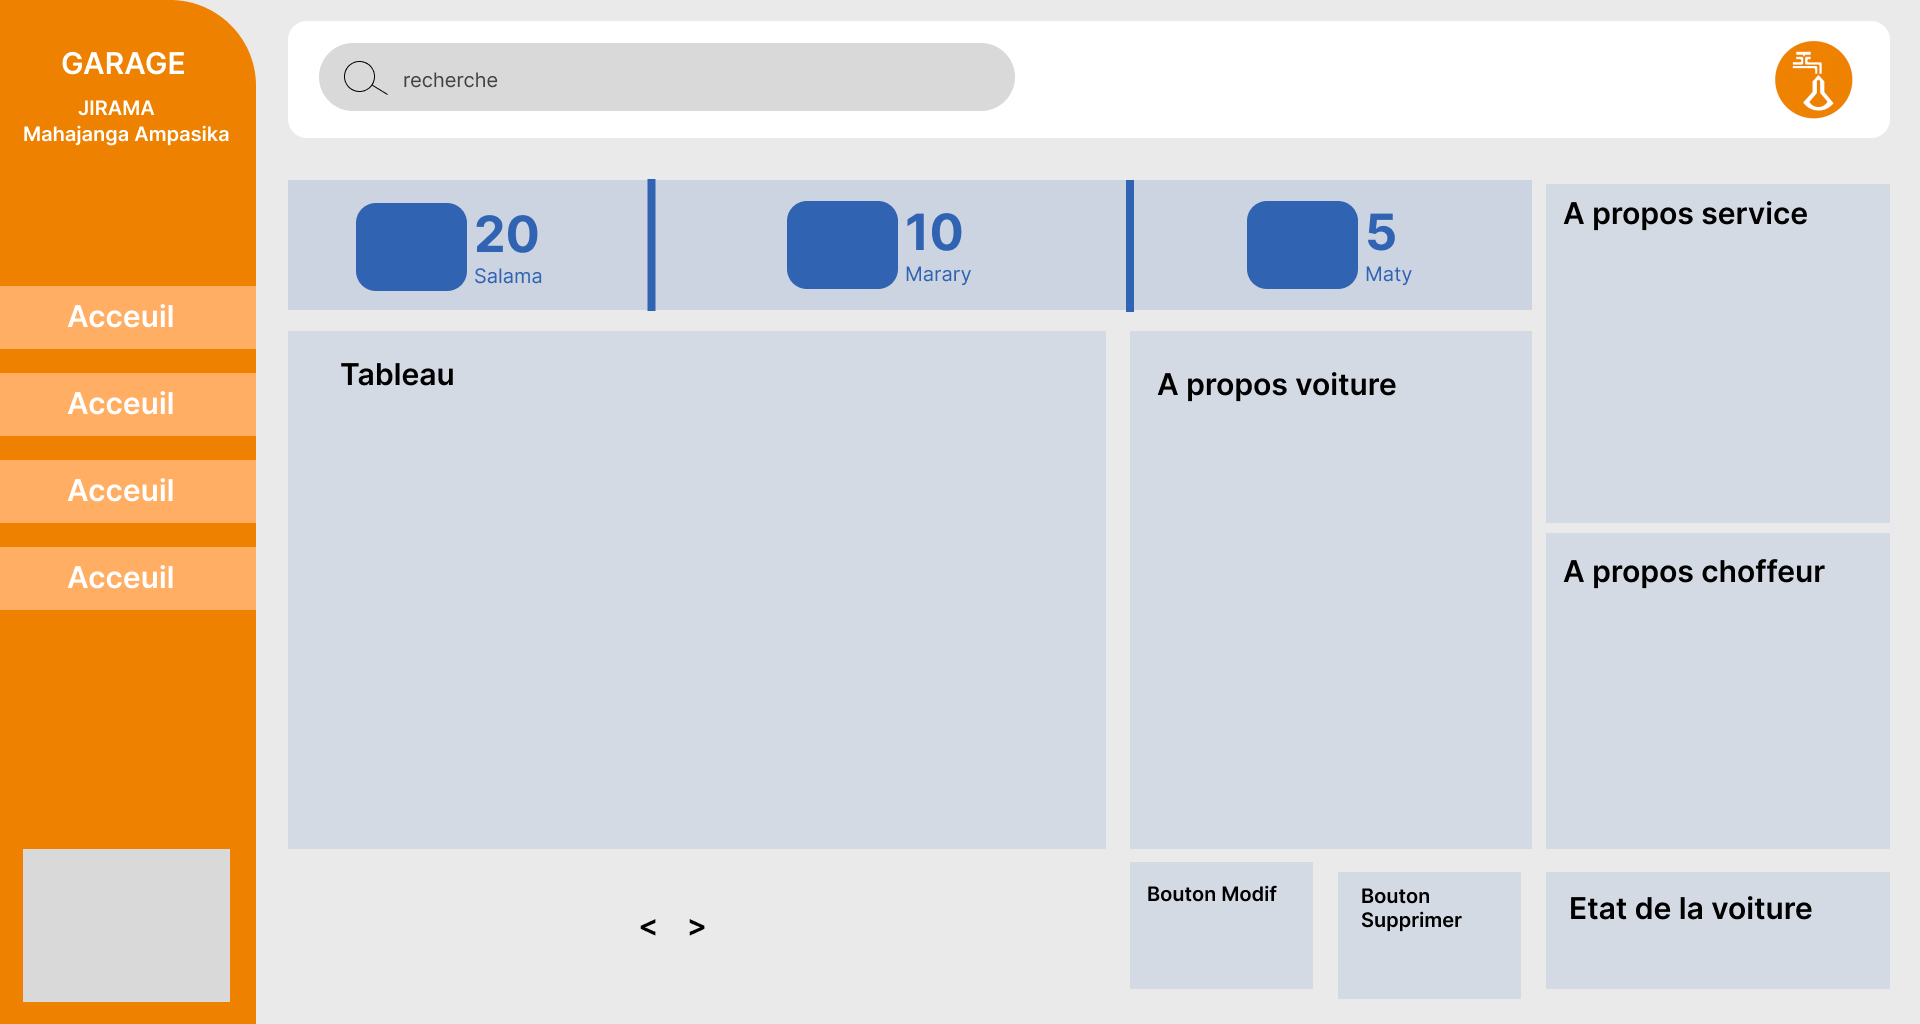 GARAGE
JIRAMA
Mahajanga Ampasika
Acceuil
Acceuil
Acceuil
Acceuil
recherche
20
Salama
10
Marary
5
Maty
A propos service
Tableau
A propos voiture
A propos choffeur
< >
Bouton Modif
Bouton
Supprimer
Etat de la voiture